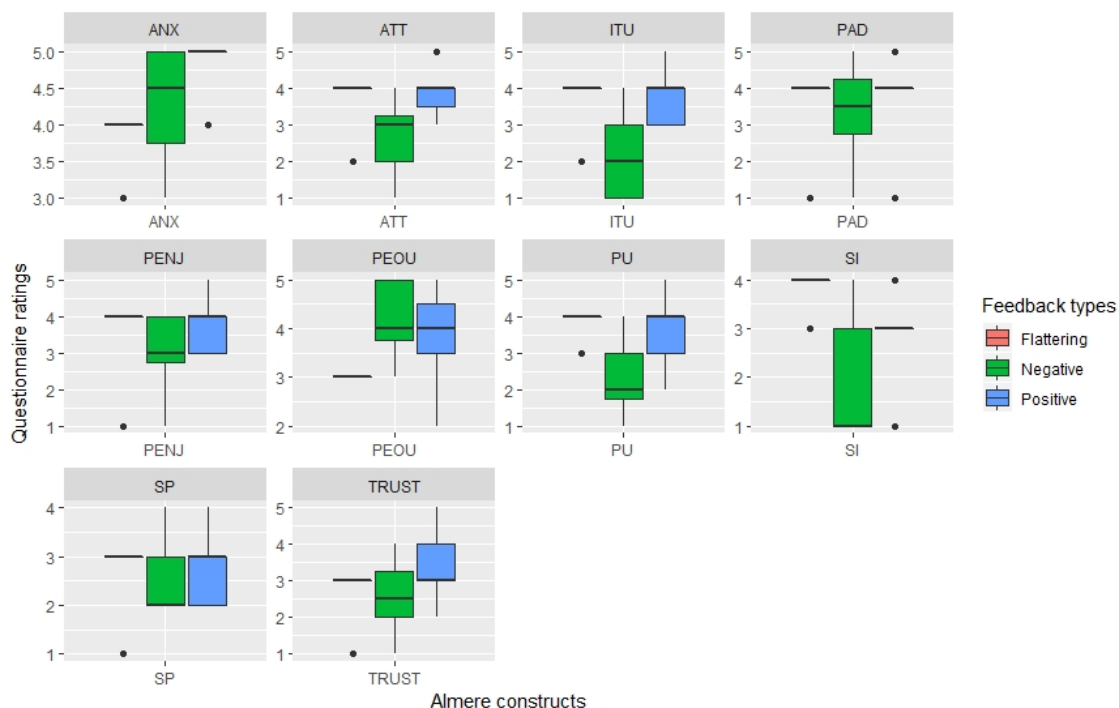 ANX ATT ITU PAD
5.0 5 5 5
4.5 4 4 4
4.0 3 3 3
3.5 2 2 2
3.0 1 1 1
ANX ATT ITU PAD
PENJ PEOU PU SI
5 5 5 4
4 4 4 3
3 3 3 2
2 2 2 1
1 1
PENJ PEOU PU SI
SP TRUST
4 5
3 4
2 3
1 2
1
SP TRUST
Questionnaire ratings
Almere constructs
Feedback types
Flattering
Negative
Positive